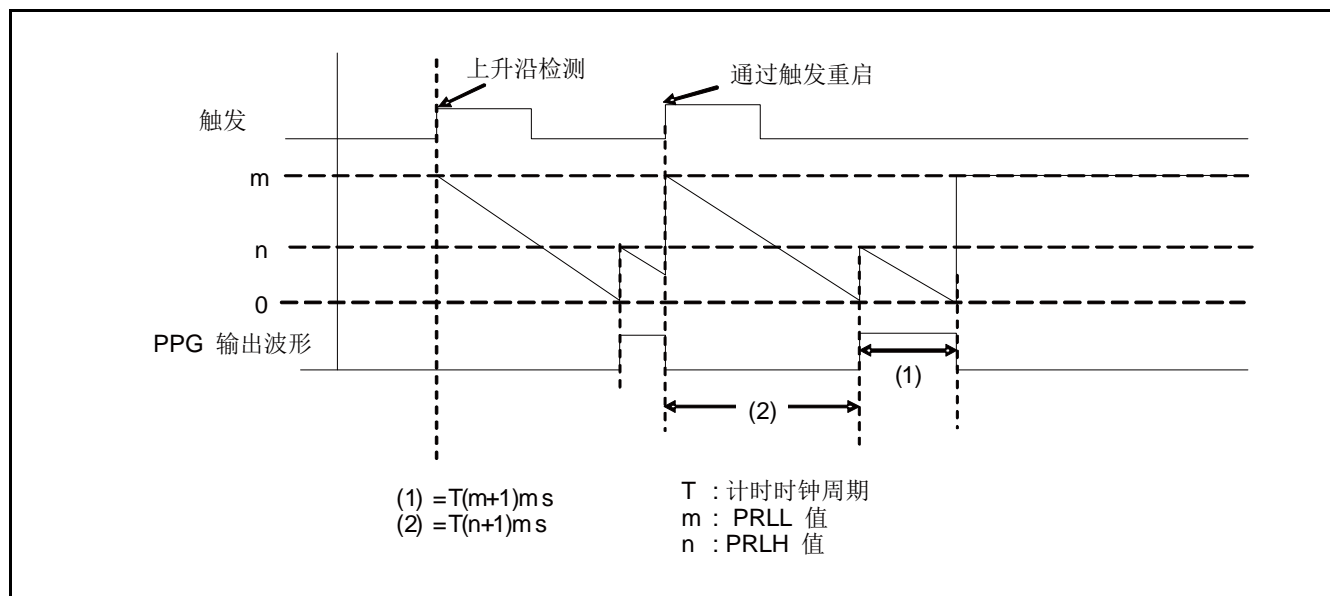 上升沿检测
通过触发重启
触发
m
n
0
PPG 输出波形
(1)
(2)
(1) =T(m+1)ms
(2) =T(n+1)ms
T :计时时钟周期
m : PRLL 值
n :PRLH 值